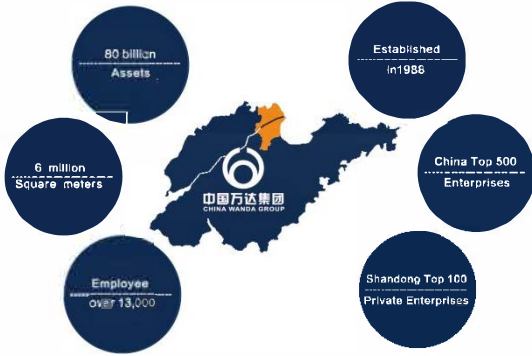 80 billion
Assets
Established
in1988
6 million
Square meters
中国万达集团
CHINA WANDA GROUP
China Top 500
Enterprises
Employee
over 13,000
Shandong Top 100
Private Enterprises